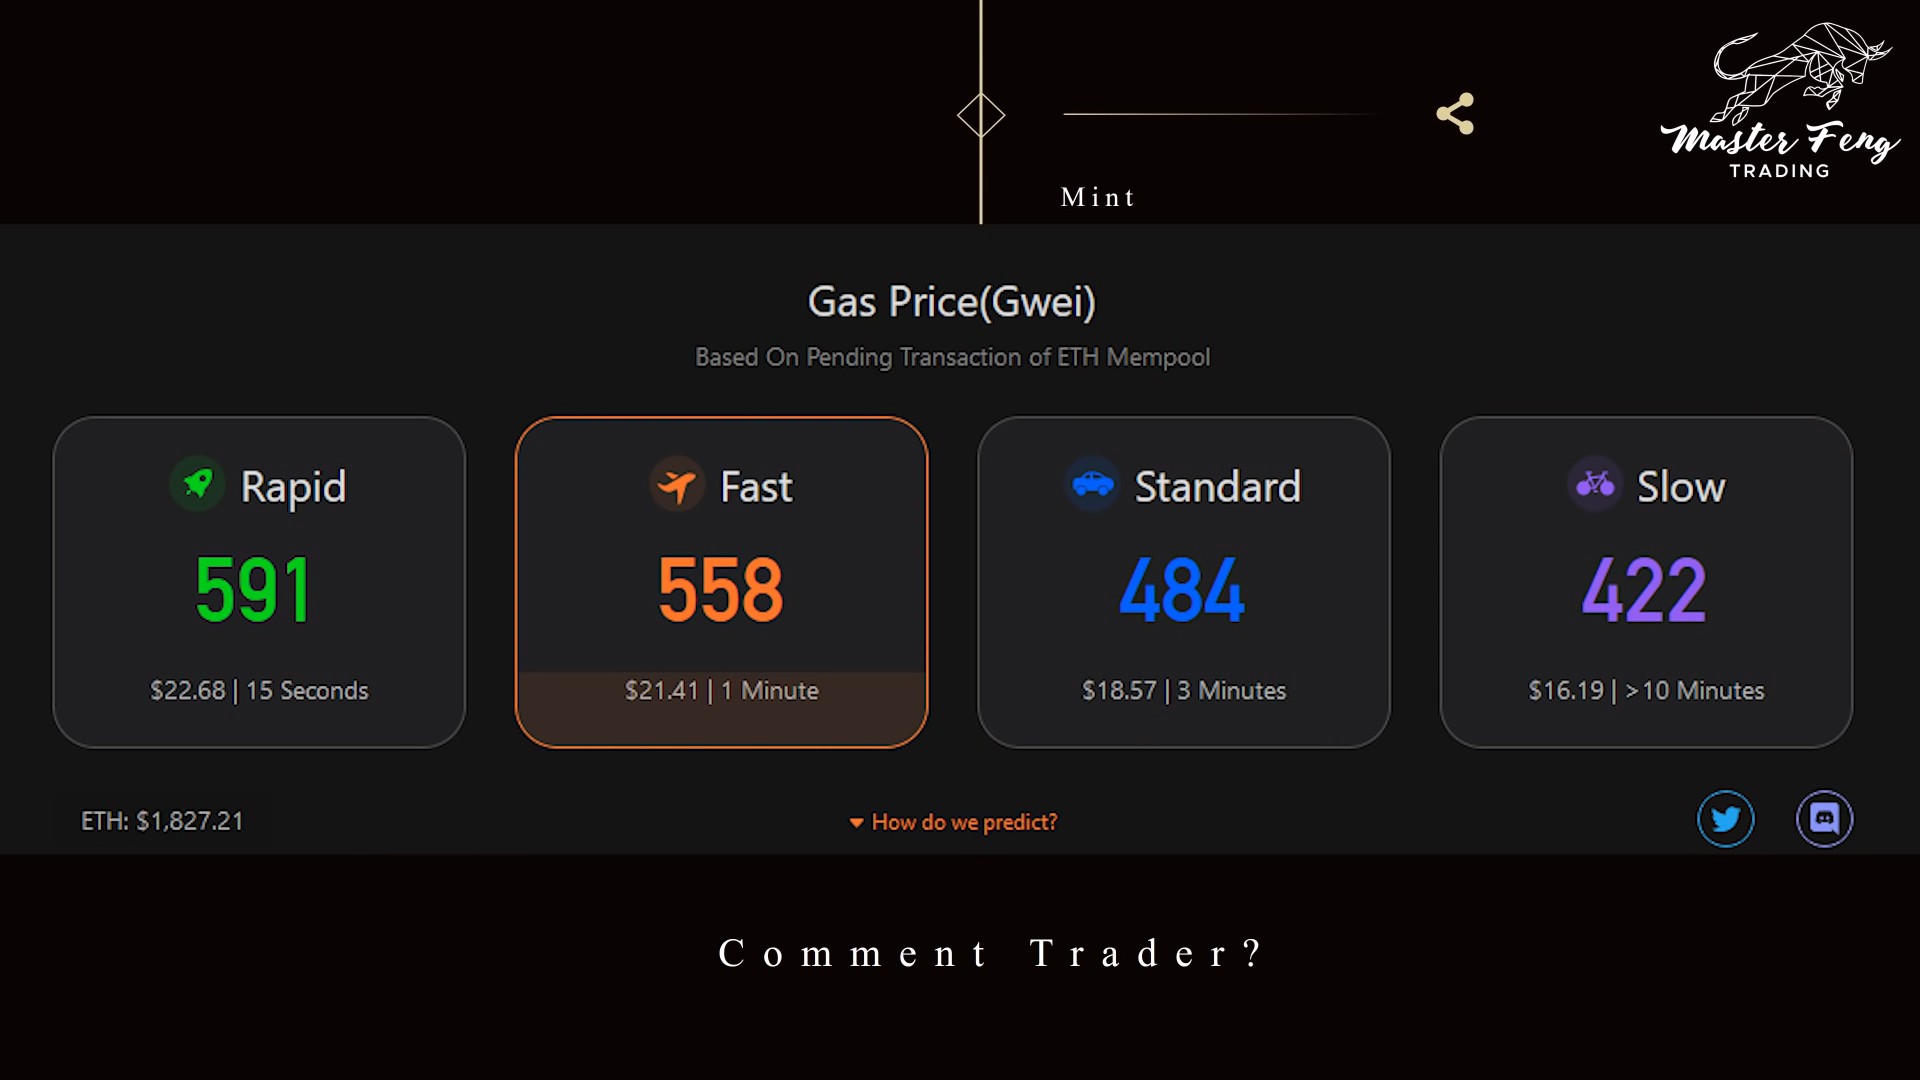 Master Feng
TRADING
Mint
Gas Price(Gwei)
Based On Pending Transaction of ETH Mempool
Rapid
591
$22.68 | 15 Seconds
Fast
558
$21.41 | 1 Minute
Standard
484
$18.57 | 3 Minutes
Slow
422
$16.19 | >10 Minutes
ETH: $1,827.21
How do we predict?
Comment Trader?